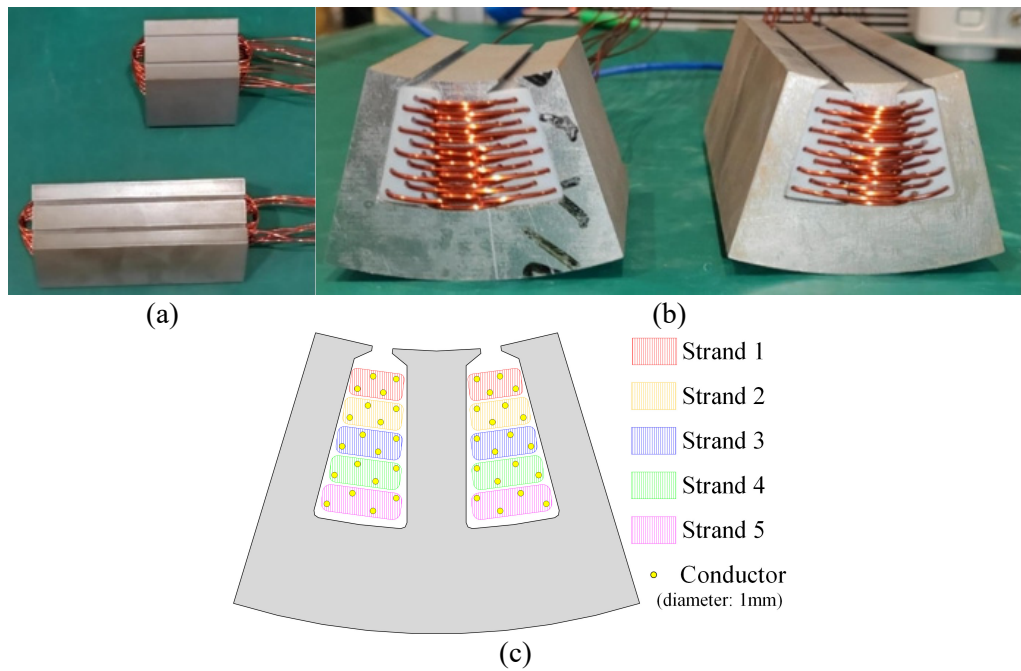 (a)
(b)
Strand 1
Strand 2
Strand 3
Strand 4
Strand 5
Conductor
(diameter: 1mm)
(c)